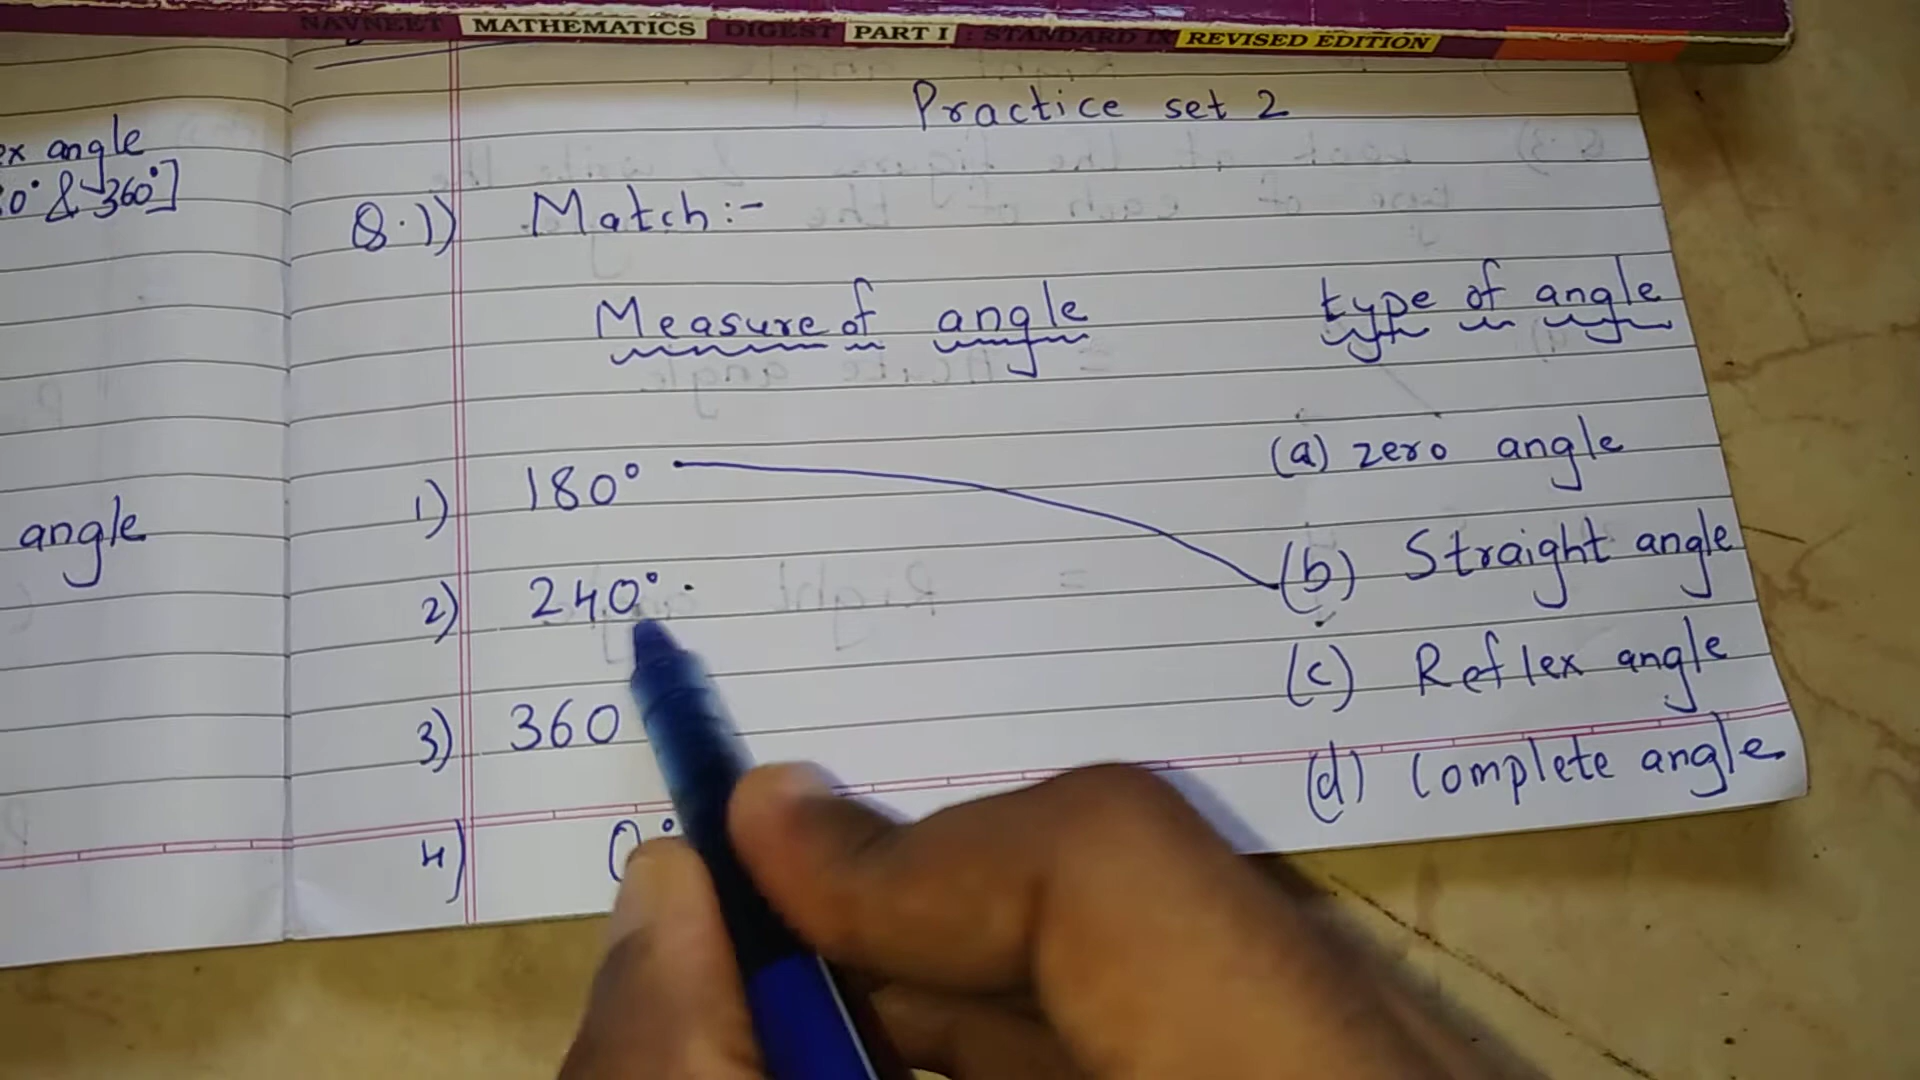 NAVNEET MATHEMATICS DIGEST PART I : STANDARD IX REVISED EDITION
Practice set 2
ex angle
0° & 360°]
Q.1) Match:-
Measure of angle type of angle
1) 180° (a) zero angle
angle
(b) Straight angle
2) 240°
(c) Reflex angle
3) 360
(d) Complete angle
4) 0°